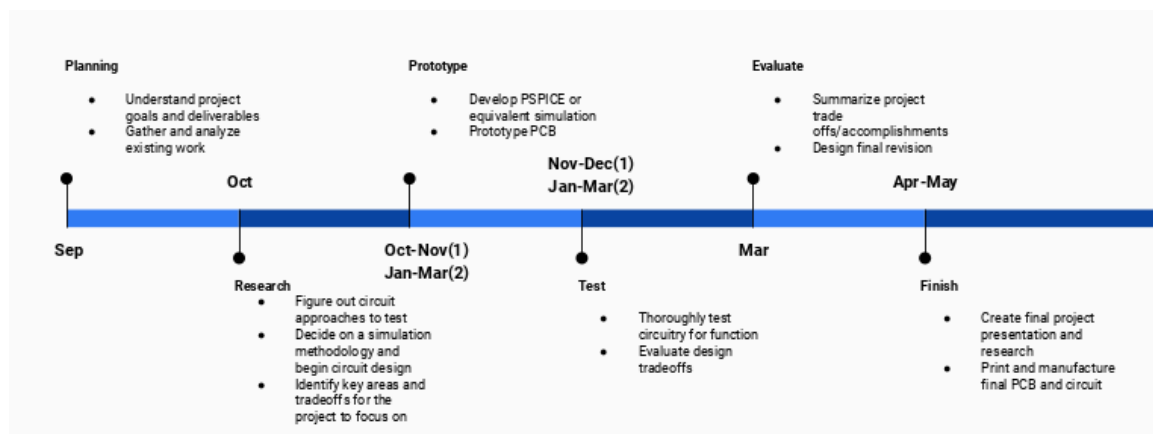 Planning
Understand project
goals and deliverables
Gather and analyze
existing work
Sep
Oct
Research
Figure out circuit
approaches to test
Decide on a simulation
methodology and
begin circuit design
Identify key areas and
tradeoffs for the
project to focus on
Prototype
Develop PSPICE or
equivalent simulation
Prototype PCB
Oct-Nov(1)
Jan-Mar(2)
Nov-Dec(1)
Jan-Mar(2)
Test
Thoroughly test
circuitry for function
Evaluate design
tradeoffs
Evaluate
Summarize project
trade
offs/accomplishments
Design final revision
Mar
Apr-May
Finish
Create final project
presentation and
research
Print and manufacture
final PCB and circuit